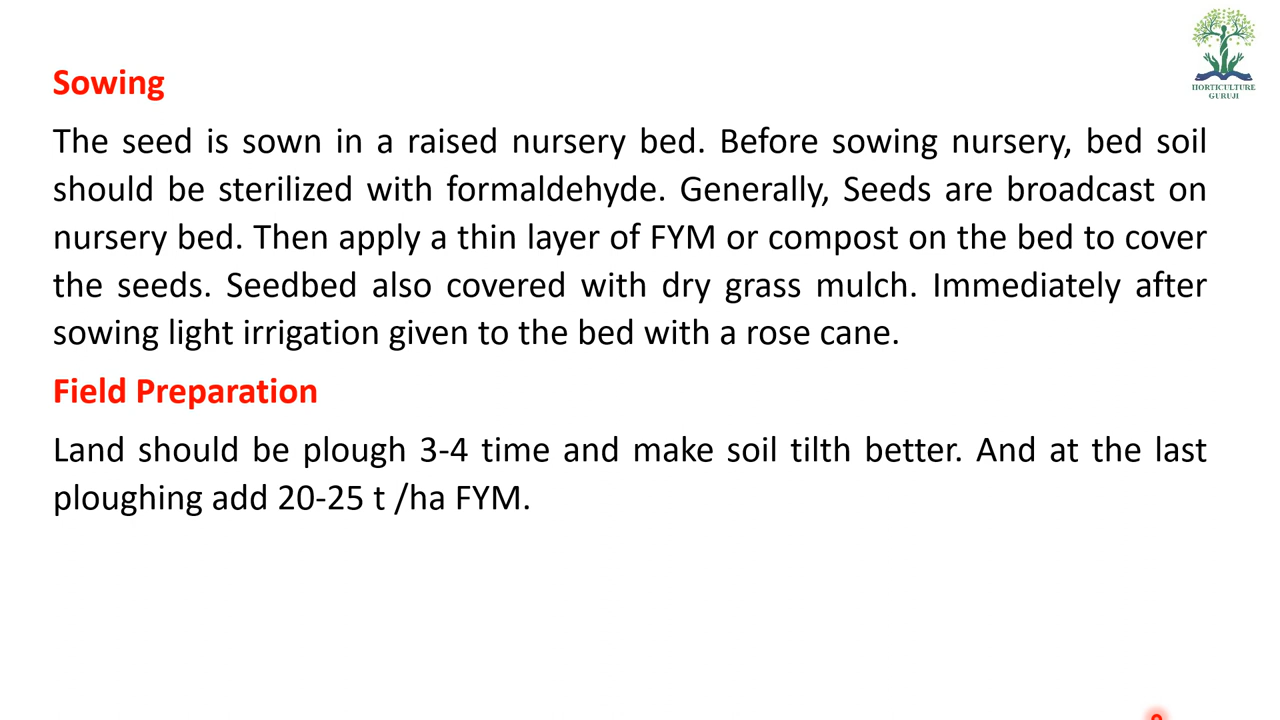 HORTICULTURE
GURUJI
Sowing
The seed is sown in a raised nursery bed. Before sowing nursery, bed soil
should be sterilized with formaldehyde. Generally, Seeds are broadcast on
nursery bed. Then apply a thin layer of FYM or compost on the bed to cover
the seeds. Seedbed also covered with dry grass mulch. Immediately after
sowing light irrigation given to the bed with a rose cane.
Field Preparation
Land should be plough 3-4 time and make soil tilth better. And at the last
ploughing add 20-25 t /ha FYM.